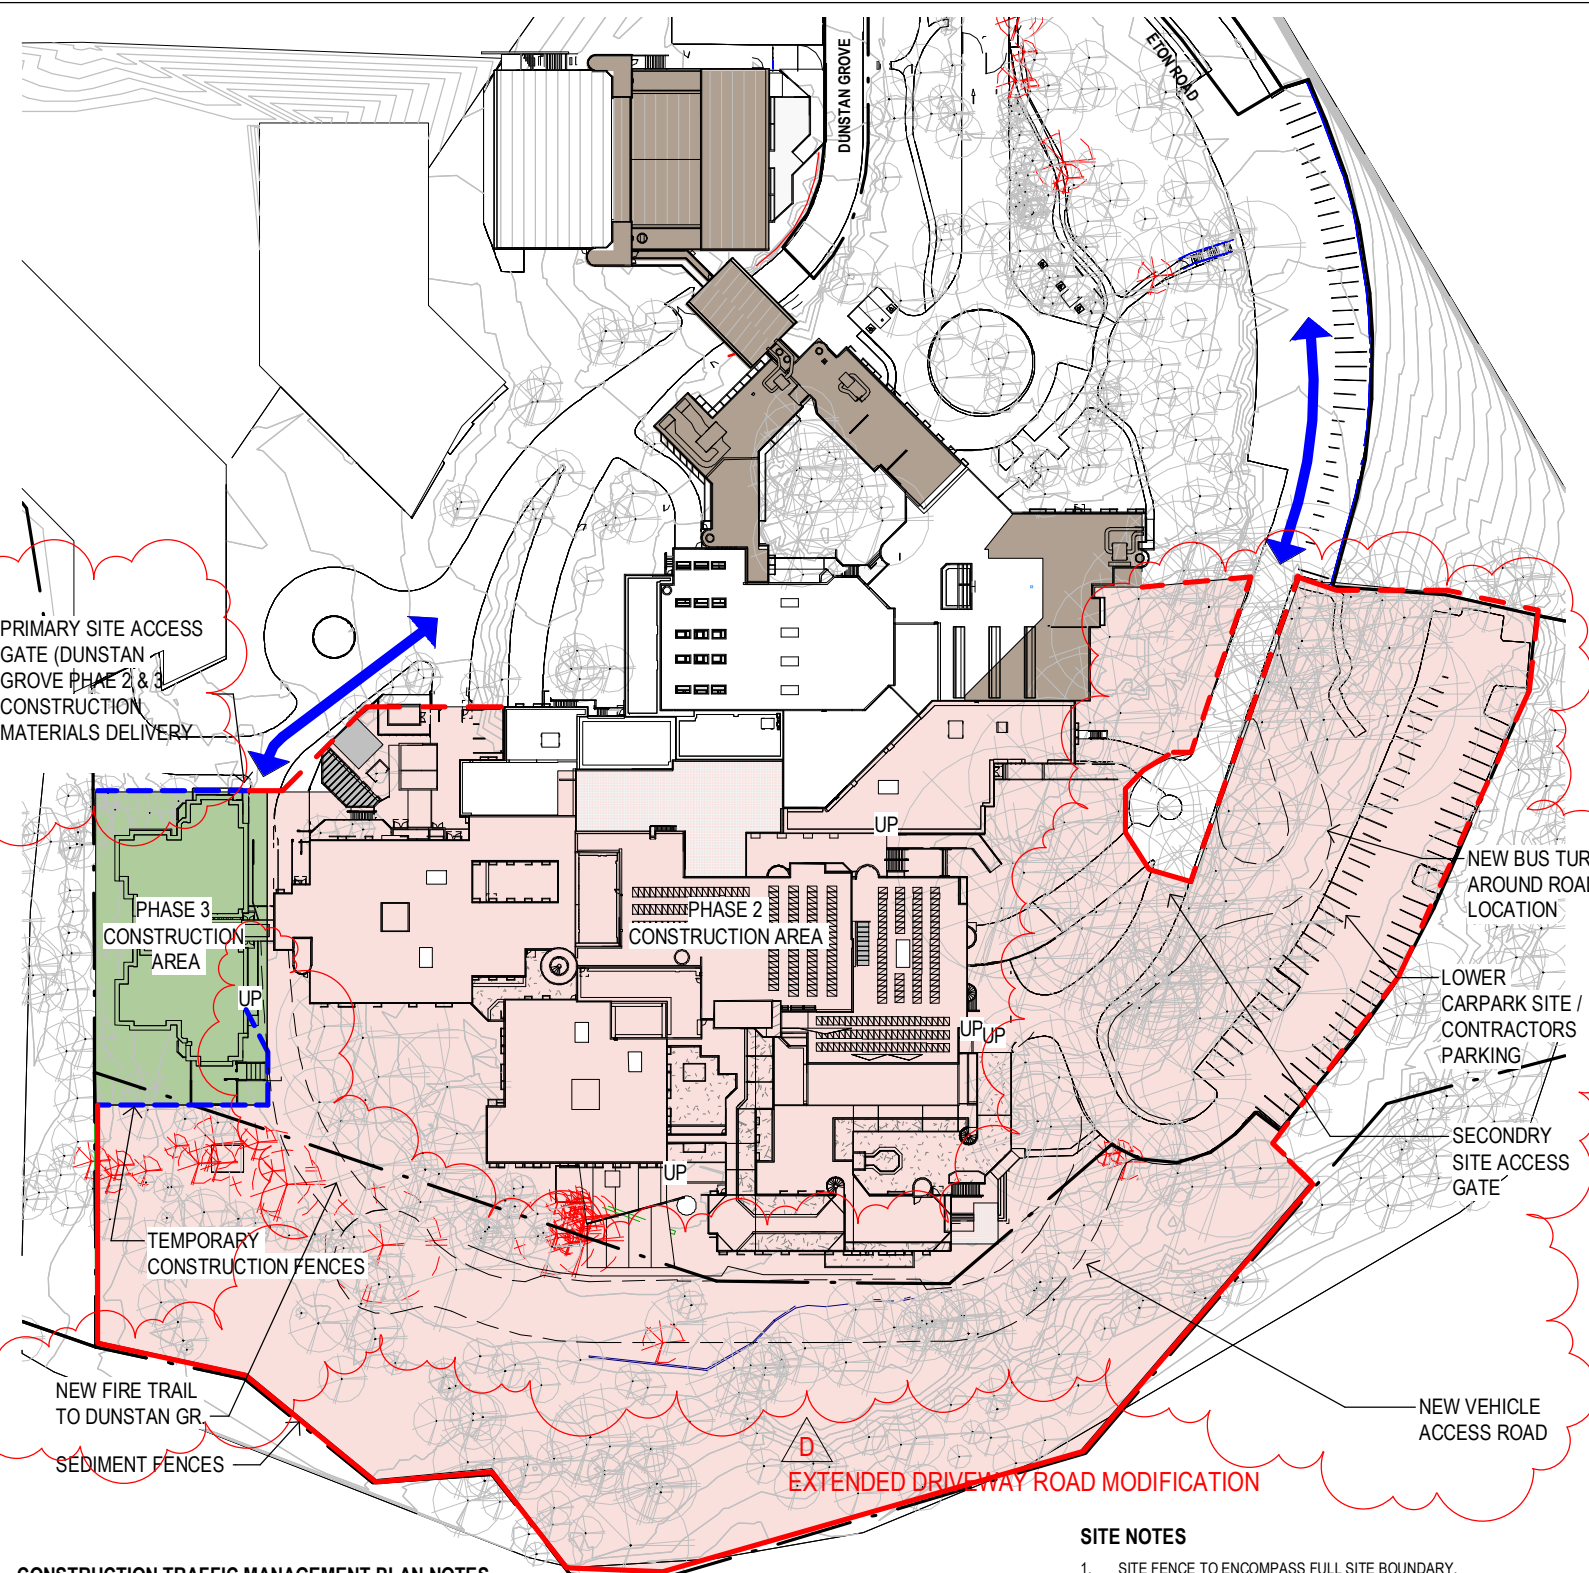 DUNSTAN GROVE
ETON ROAD
PRIMARY SITE ACCESS
GATE (DUNSTAN
GROVE PHAE 2 & 3
CONSTRUCTION
MATERIALS DELIVERY
UP
PHASE 3
CONSTRUCTION
AREA
PHASE 2
CONSTRUCTION AREA
NEW BUS TUR
AROUND ROAD
LOCATION
LOWER
CARPARK SITE /
CONTRACTORS
PARKING
UP
UP
UP
SECONDRY
SITE ACCESS
GATE
UP
TEMPORARY
CONSTRUCTION FENCES
NEW FIRE TRAIL
TO DUNSTAN GR.
SEDIMENT FENCES
NEW VEHICLE
ACCESS ROAD
D
EXTENDED DRIVEWAY ROAD MODIFICATION
SITE NOTES
1. SITE FENCE TO ENCOMPASS FULL SITE BOUNDARY.
CONSTRUCTION TRAFFIC MANAGEMENT PLAN NOTES